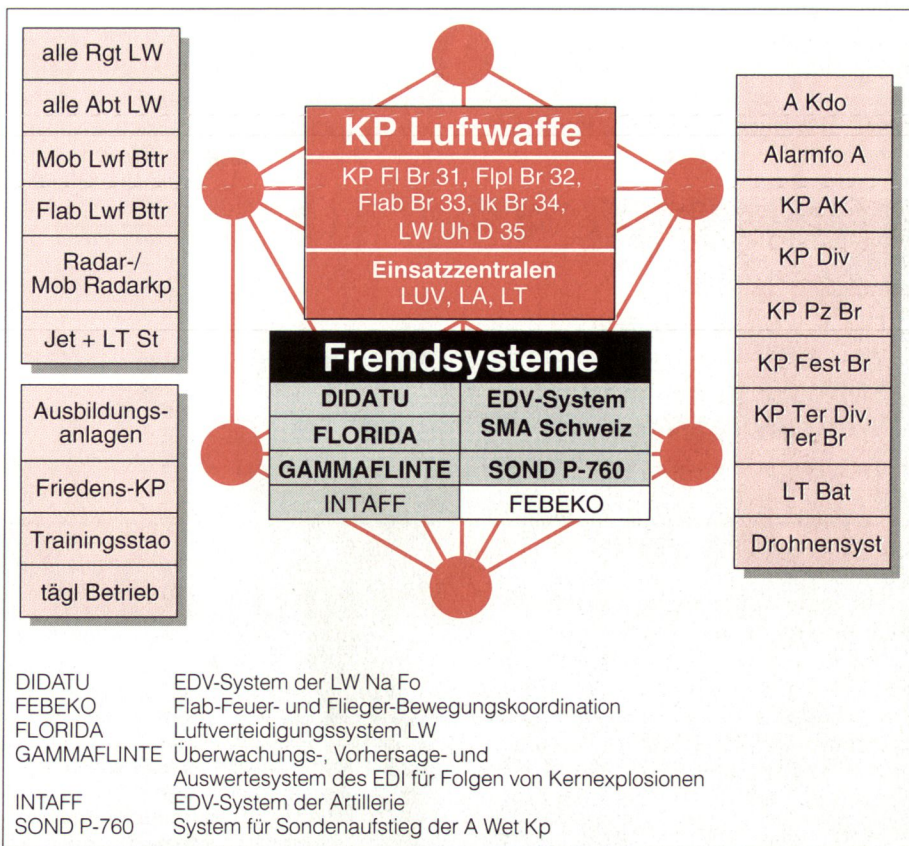 alle Rgt LW
alle Abt LW
Mob Lwf Bttr
Flab Lwf Bttr
Radar-/
Mob Radarkp
Jet + LT St
Ausbildungs-
anlagen
Friedens-KP
Trainingsstao
tägl Betrieb
KP Luftwaffe
KP Fl Br 31, Flpl Br 32,
Flab Br 33, Ik Br 34,
LW Uh D 35
Einsatzzentralen
LUV, LA, LT
Fremdsysteme
DIDATU
FLORIDA
GAMMAFLINTE
INTAFF
EDV-System
SMA Schweiz
SOND P-760
FEBEKO
A Kdo
Alarmfo A
KP AK
KP Div
KP Pz Br
KP Fest Br
KP Ter Div,
Ter Br
LT Bat
Drohnensyst
DIDATU EDV-System der LW Na Fo
FEBEKO Flab-Feuer- und Flieger-Bewegungskoordination
FLORIDA Luftverteidigungssystem LW
GAMMAFLINTE Überwachungs-, Vorhersage- und
Auswertesystem des EDI für Folgen von Kernexplosionen
INTAFF EDV-System der Artillerie
SOND P-760 System für Sondenaufstieg der A Wet Kp